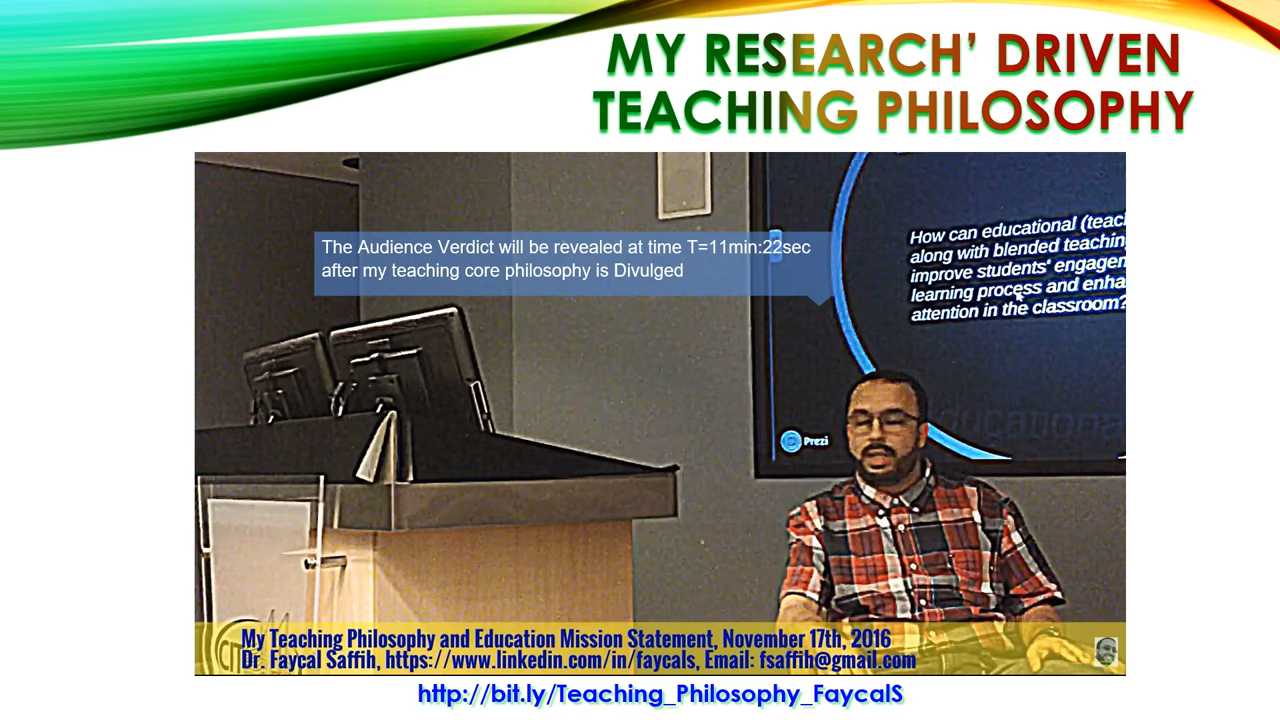 MY RESEARCH' DRIVEN
TEACHING PHILOSOPHY
The Audience Verdict will be revealed at time T=11min:22sec
after my teaching core philosophy is Divulged
How can educational (teac
along with blended teachin
improve students' engagem
learning process and enha
attention in the classroom?
Prezi
My Teaching Philosophy and Education Mission Statement, November 17th, 2016
Dr. Faycal Saffih, https://www.linkedin.com/in/faycals, Email: fsaffih@gmail.com
http://bit.ly/Teaching_Philosophy_FaycalS